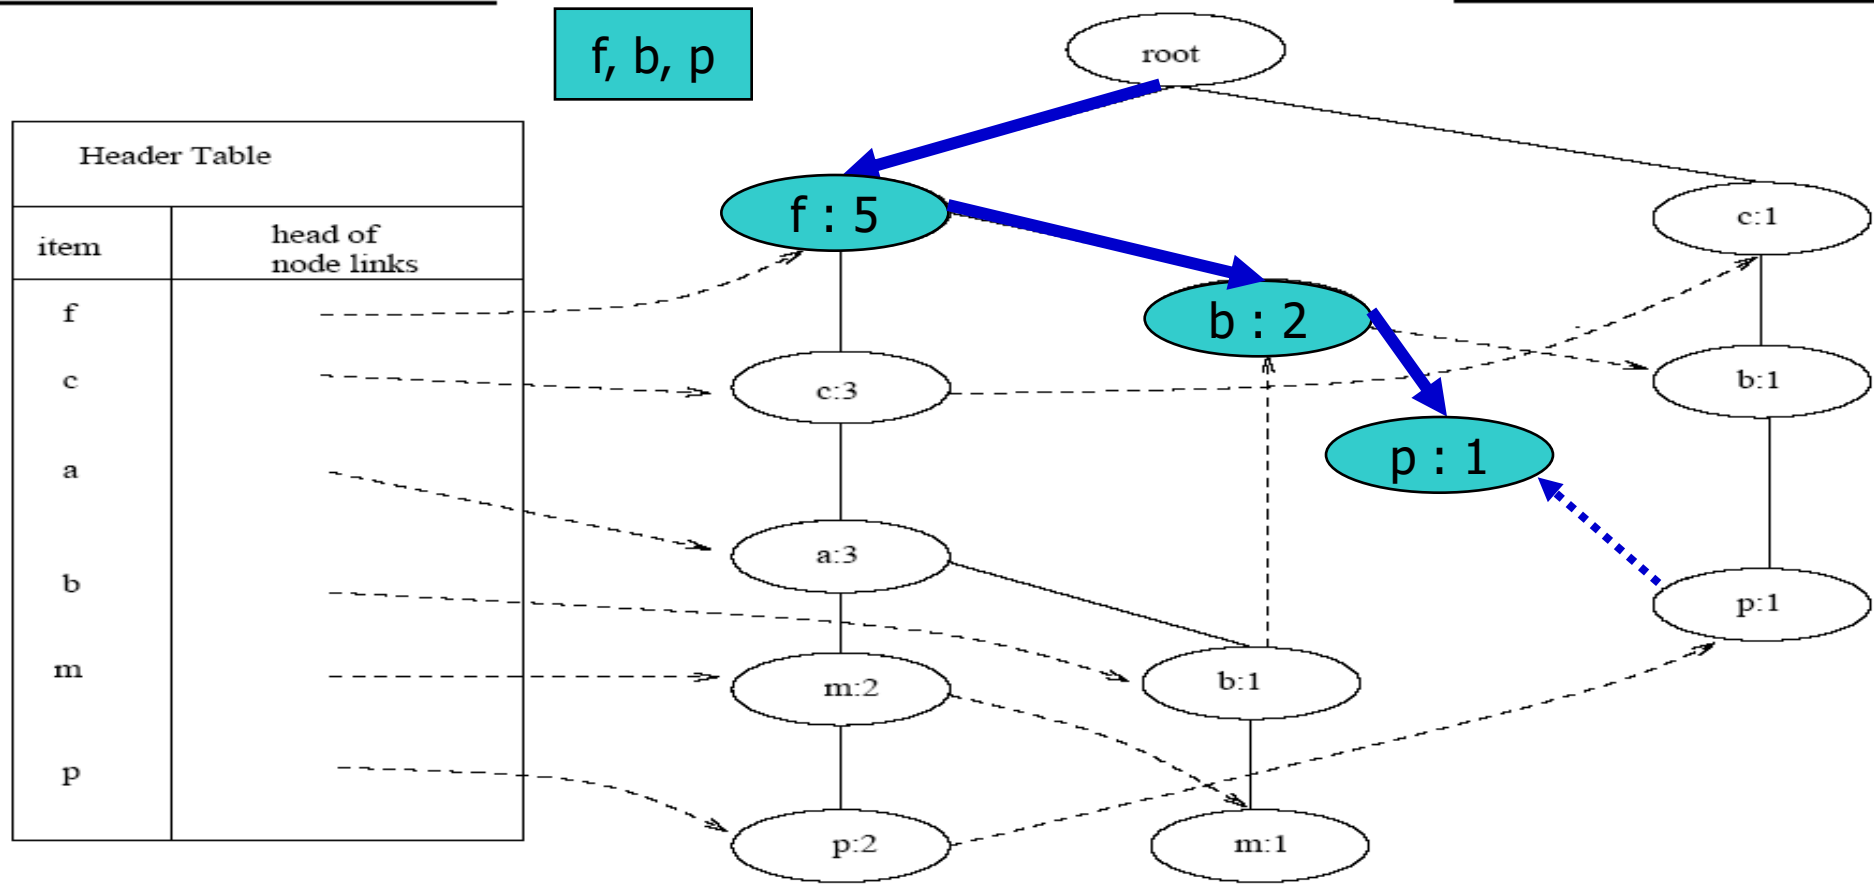 f, b, p
root
Header Table
item
head of
node links
f
c
a
b
m
p
f : 5
c:1
b : 2
c:3
b:1
p : 1
a:3
p:1
m:2
b:1
p:2
m:1